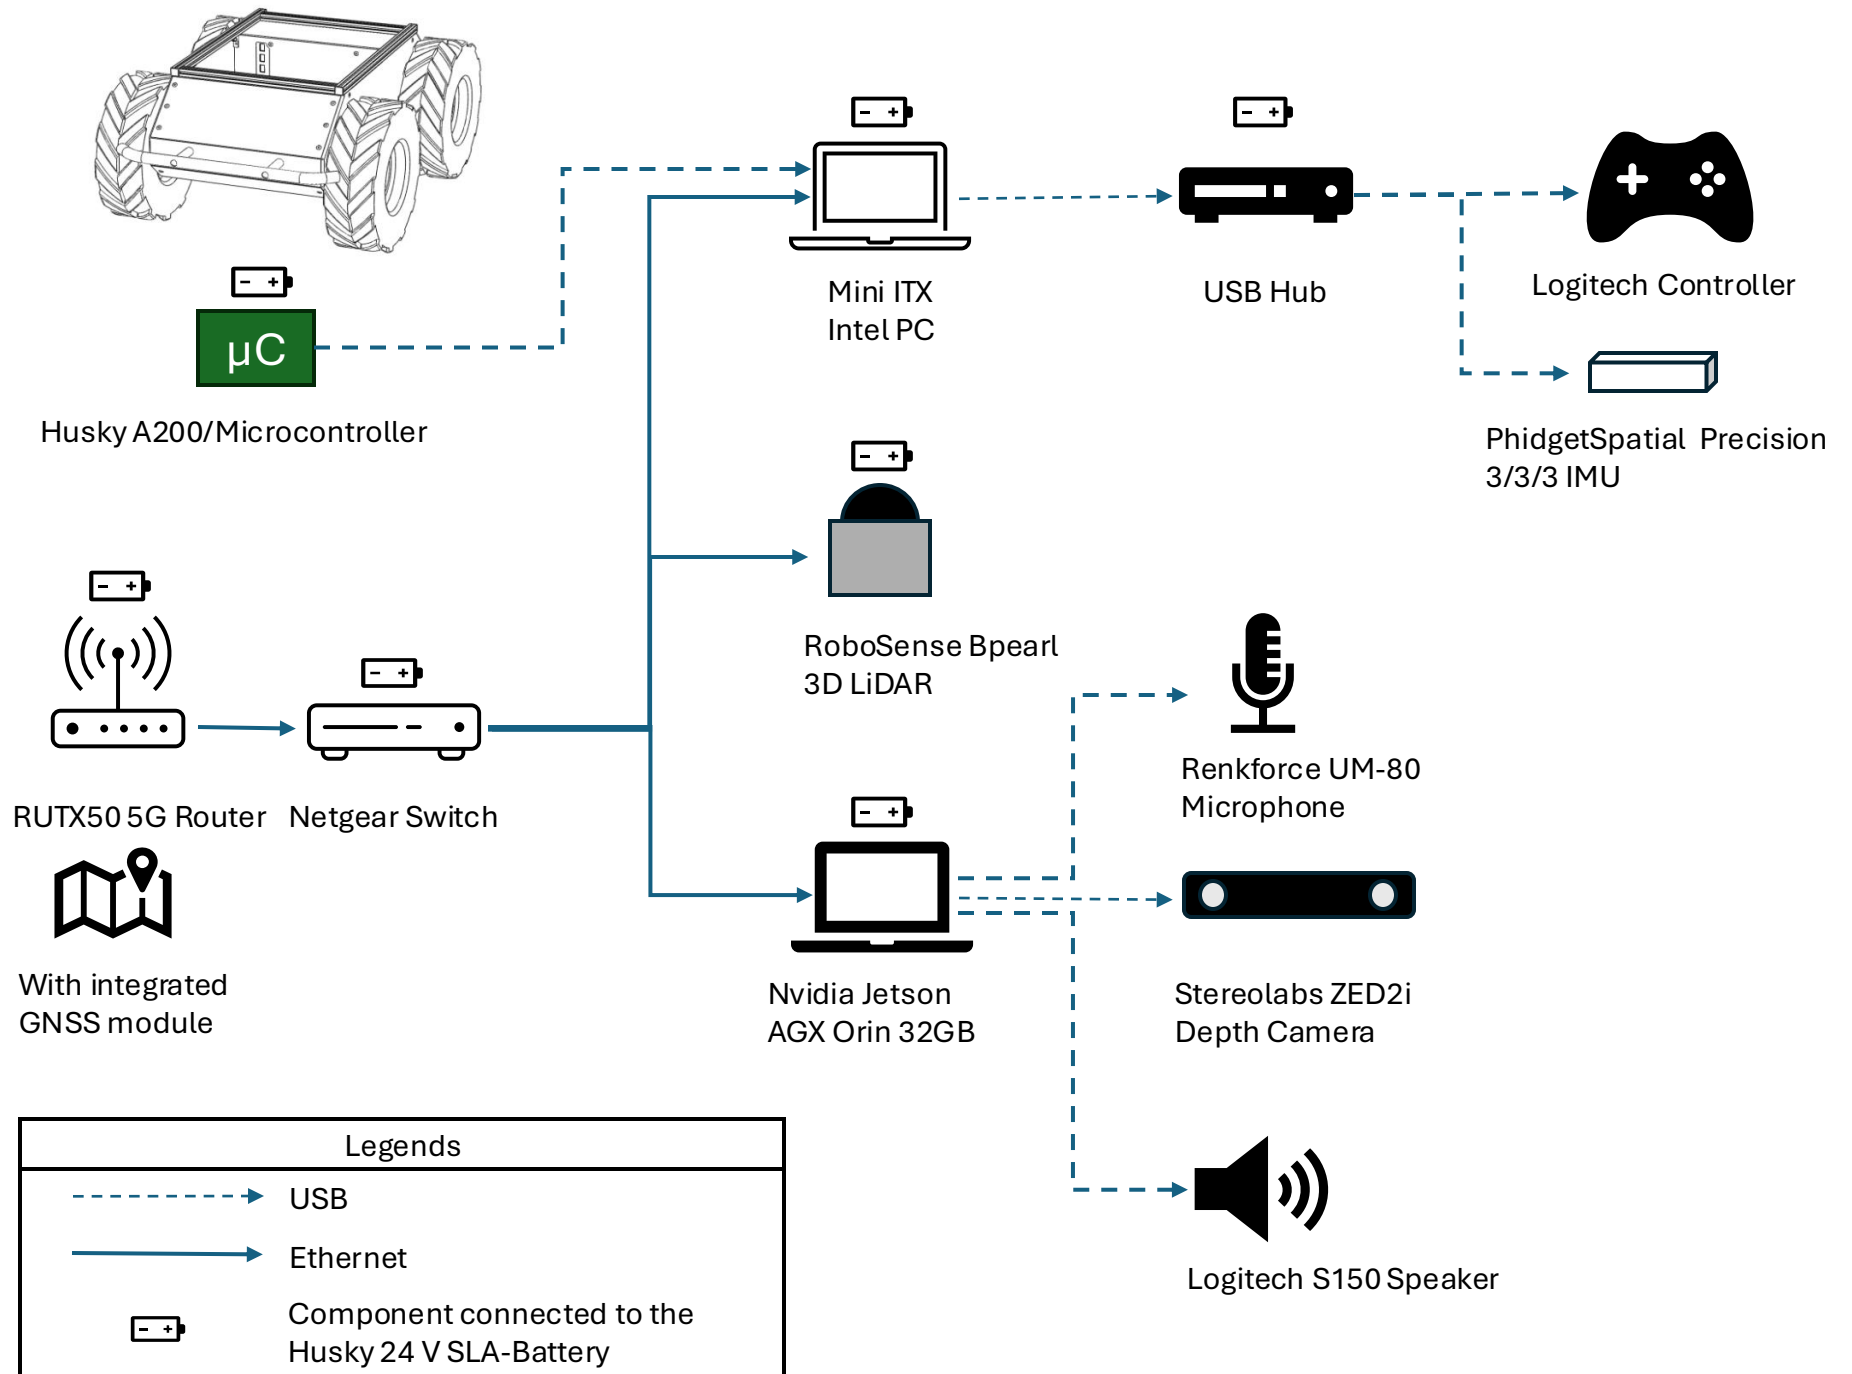 Mini ITX
Intel PC
USB Hub
Logitech Controller
µC
Husky A200/Microcontroller
PhidgetSpatial Precision
3/3/3 IMU
RoboSense Bpearl
3D LiDAR
Renkforce UM-80
Microphone
RUTX50 5G Router
Netgear Switch
With integrated
GNSS module
Nvidia Jetson
AGX Orin 32GB
Stereolabs ZED2i
Depth Camera
Logitech S150 Speaker
Legends
USB
Ethernet
Component connected to the
Husky 24 V SLA-Battery